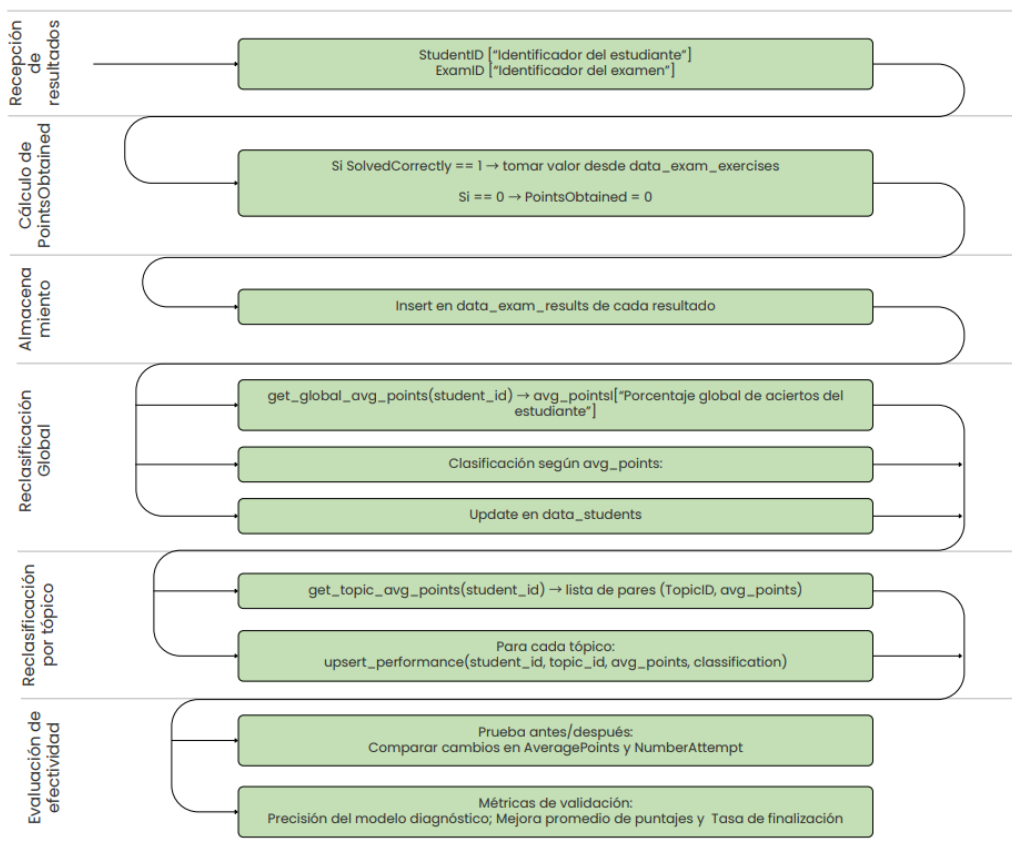 Recepción
de
resultados
StudentID [“Identificador del estudiante”]
ExamID [“Identificador del examen”]
Cálculo de
PointsObtained
Si SolvedCorrectly == 1 → tomar valor desde data_exam_exercises
Si == 0 → PointsObtained = 0
Almacena
miento
Insert en data_exam_results de cada resultado
Reclasificación
Global
get_global_avg_points(student_id) → avg_pointsI[“Porcentaje global de aciertos del
estudiante”]
Clasificación según avg_points:
Update en data_students
Reclasificación
por tópico
get_topic_avg_points(student_id) → lista de pares (TopicID, avg_points)
Para cada tópico:
upsert_performance(student_id, topic_id, avg_points, classification)
Evaluación de
efectividad
Prueba antes/después:
Comparar cambios en AveragePoints y NumberAttempt
Métricas de validación:
Precisión del modelo diagnóstico; Mejora promedio de puntajes y Tasa de finalización